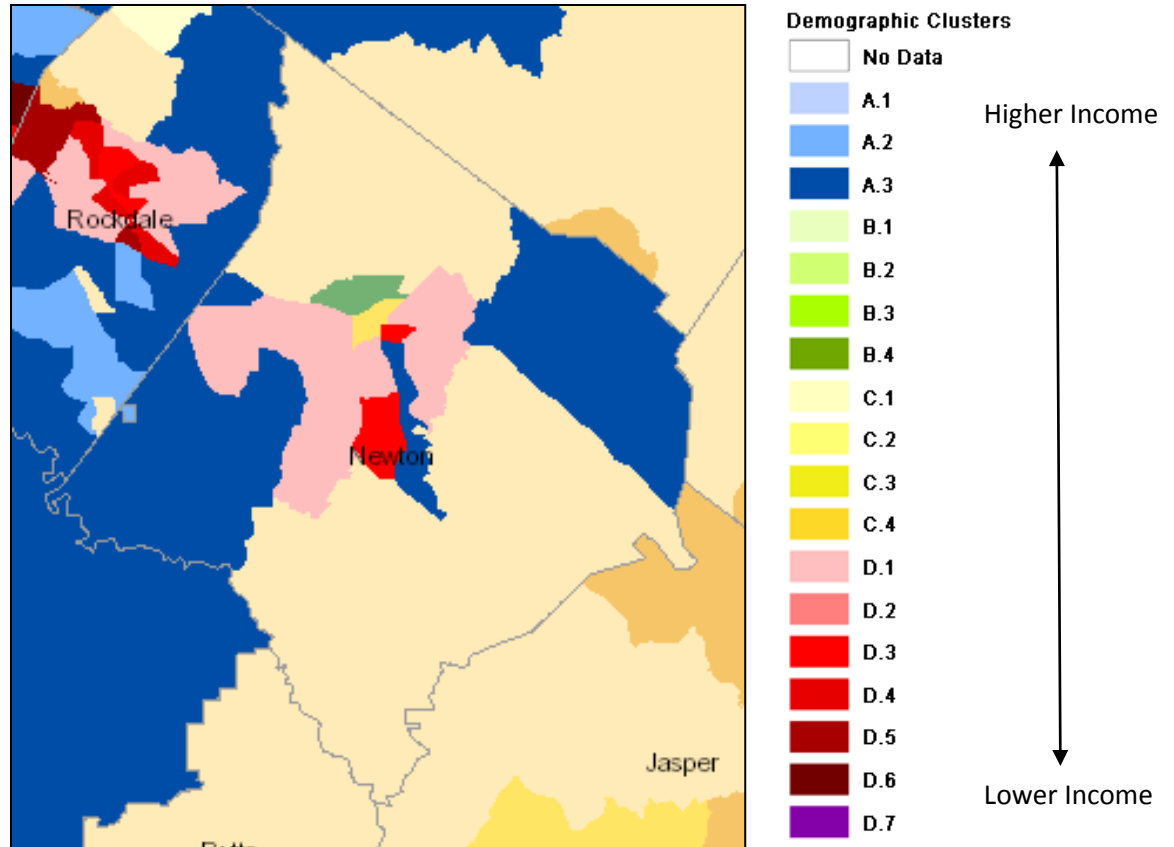 Rockdale
Newton
Jasper
Demographic Clusters
No Data
A.1
A.2
A.3
B.1
B.2
B.3
B.4
C.1
C.2
C.3
C.4
D.1
D.2
D.3
D.4
D.5
D.6
D.7
Higher Income
Lower Income